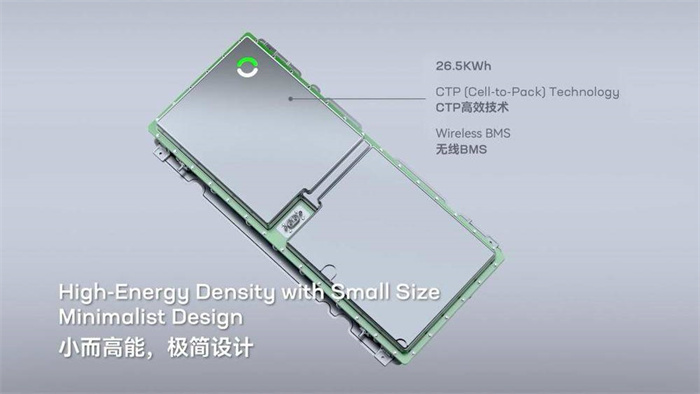 26.5KWh
CTP (Cell-to-Pack) Technology
CTP高效技术
Wireless BMS
无线BMS
High-Energy Density with Small Size
Minimalist Design
小而高能，极简设计